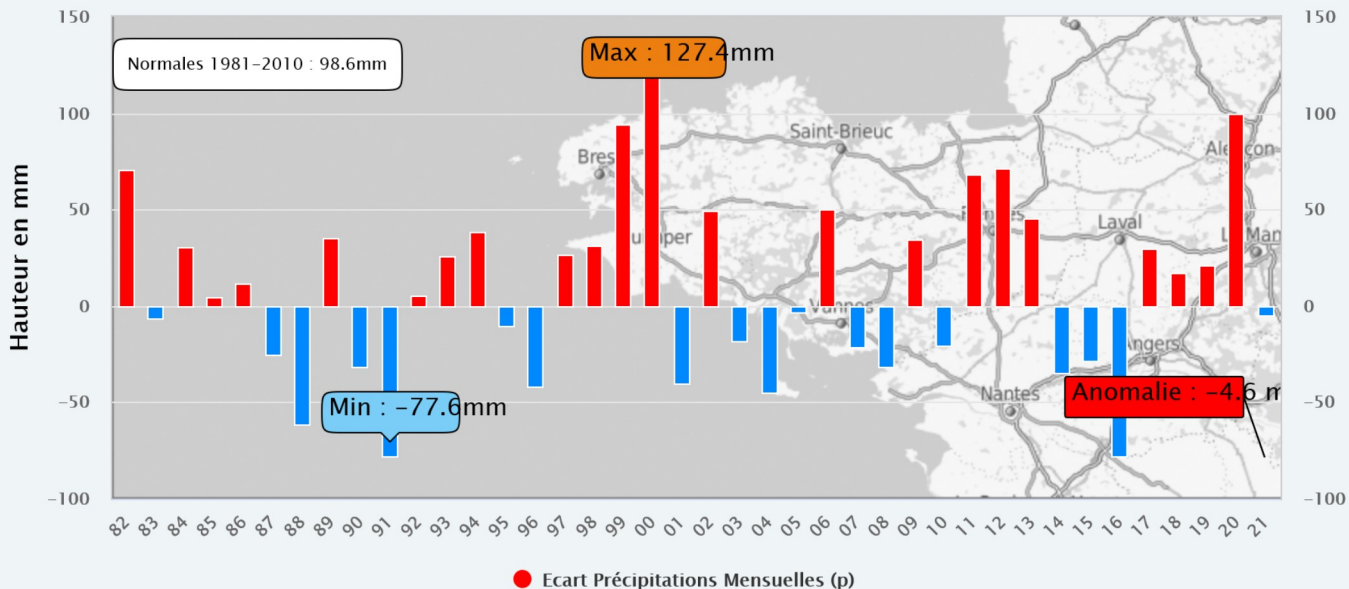 150
100
50
0
-50
-100
Hauteur en mm
Normales 1981-2010 : 98.6mm
Max : 127.4mm
Min : -77.6mm
Anomalie : -4.6 m
Bres
Saint-Brieuc
Laval
Nantes
Angers
150
100
50
0
-50
-100
82 83 84 85 86 87 88 89 90 91 92 93 94 95 96 97 98 99 00 01 02 03 04 05 06 07 08 09 10 11 12 13 14 15 16 17 18 19 20 21
Ecart Précipitations Mensuelles (p)